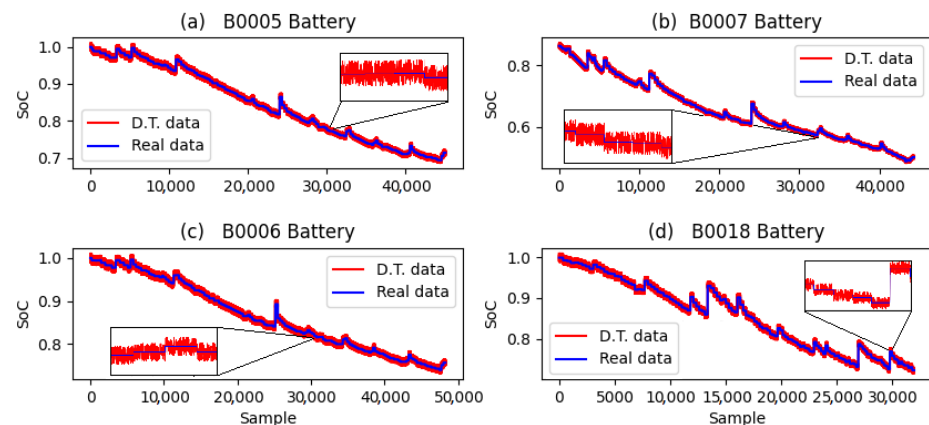 (a) B0005 Battery
1.0
0.9
0.8
0.7
SoC
D.T. data
Real data
0
10,000
20,000
30,000
40,000
(b) B0007 Battery
0.8
0.6
SoC
D.T. data
Real data
0
10,000
20,000
30,000
40,000
(c) B0006 Battery
1.0
0.9
0.8
SoC
D.T. data
Real data
0
10,000
20,000
30,000
40,000
50,000
Sample
(d) B0018 Battery
1.0
0.9
0.8
SoC
D.T. data
Real data
0
5000
10,000
15,000
20,000
25,000
30,000
Sample